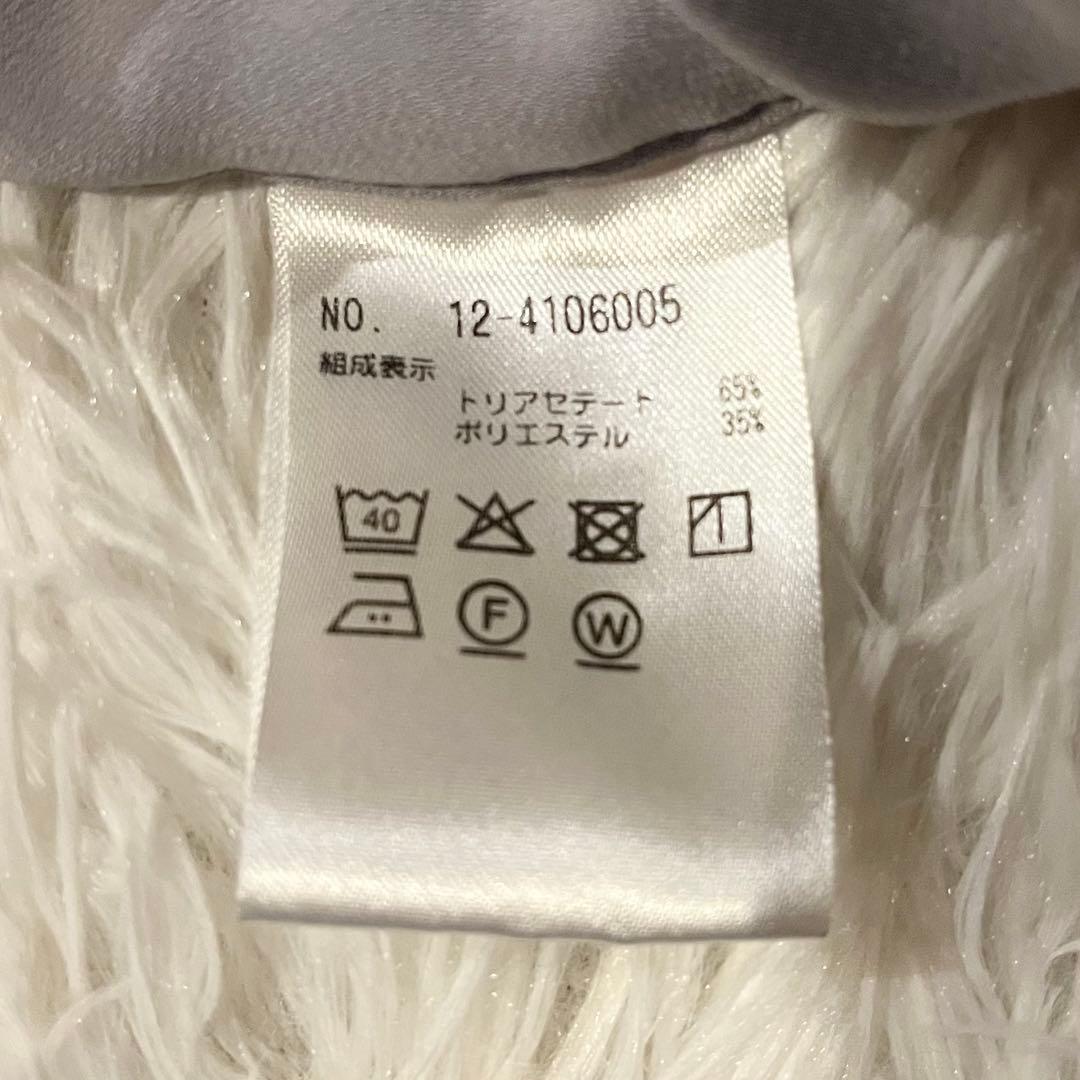 NO. 12-4106005
組成表示
トリアセテート 65%
ポリエステル 35%
40
F W